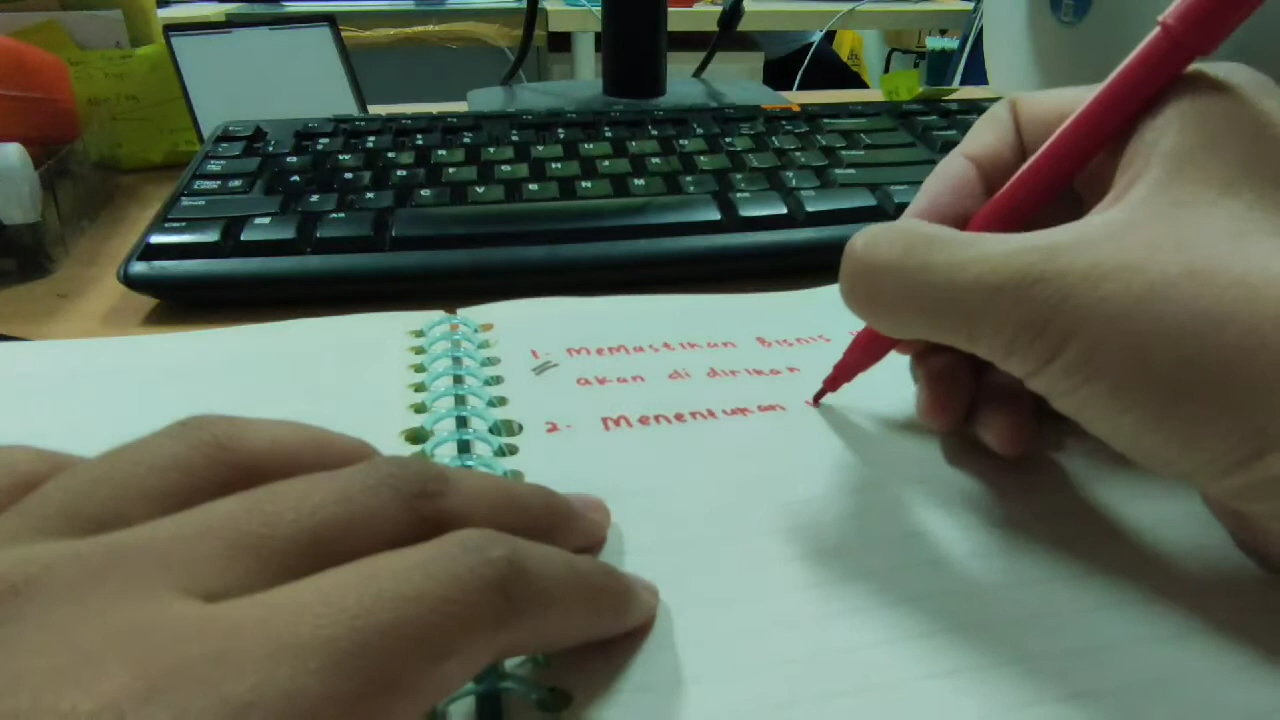 1. Memastikan Bisnis
akan di dirikan
2. Menentukan